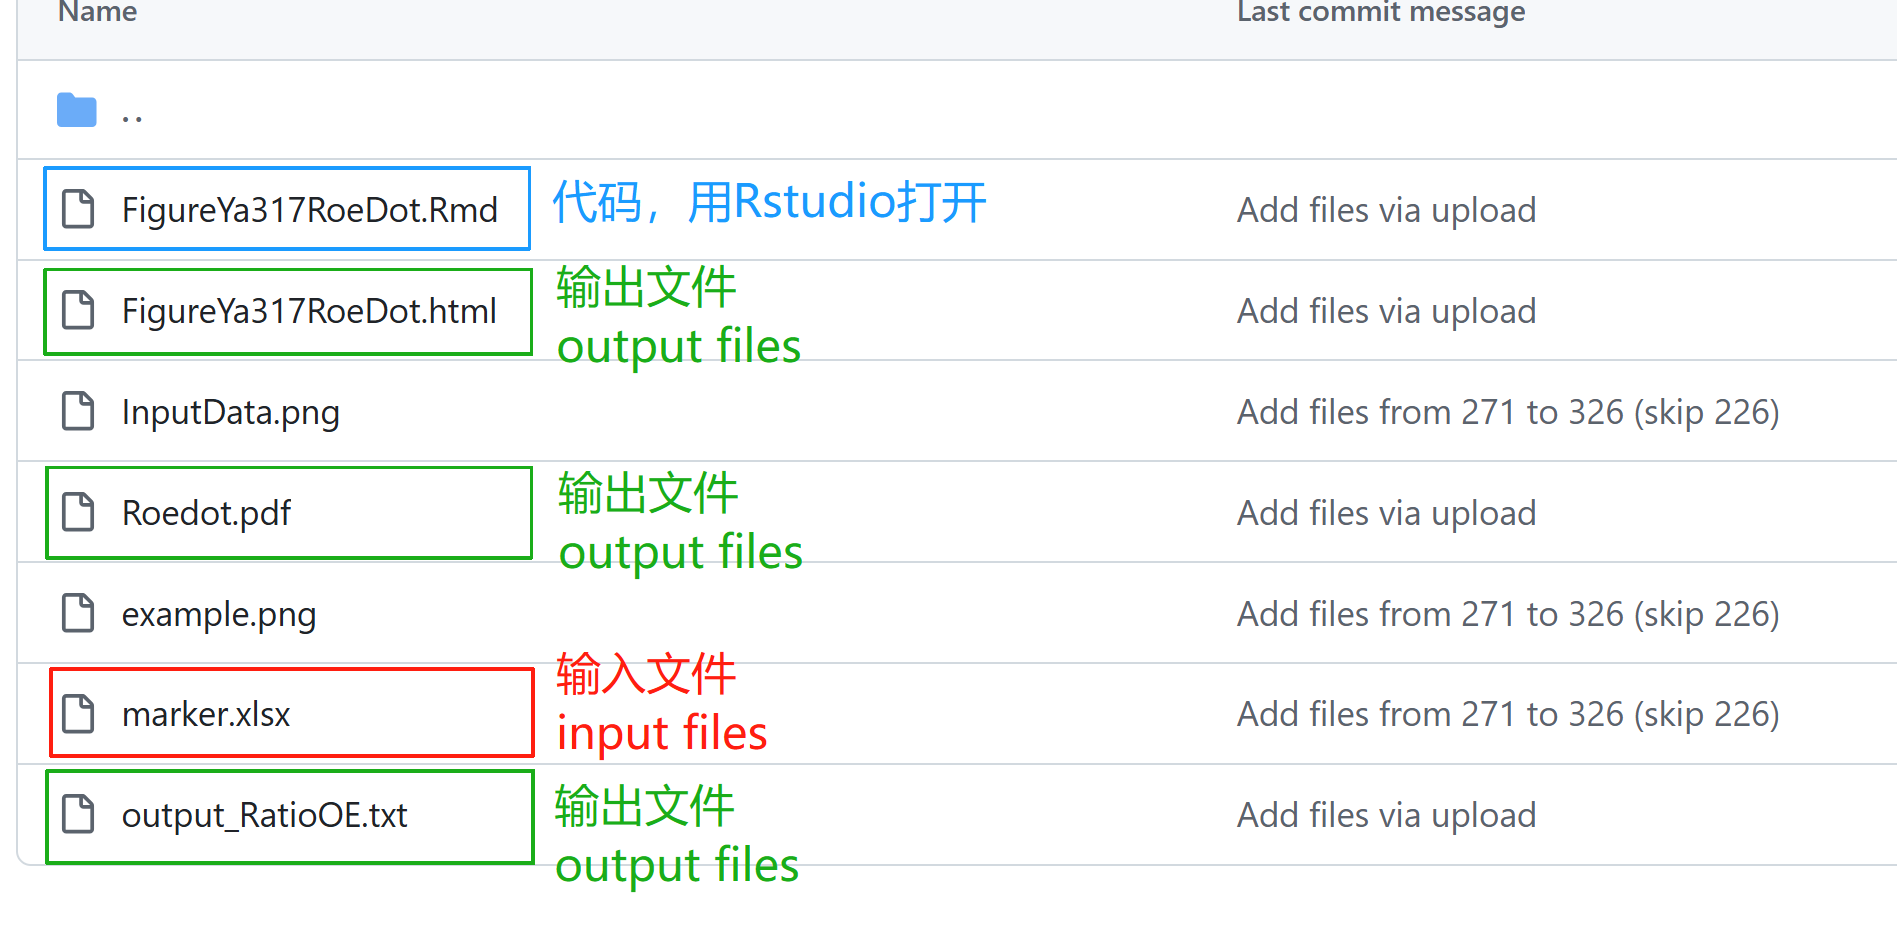 Name Last commit message
..
FigureYa317RoeDot.Rmd 代码，用Rstudio打开 Add files via upload
输出文件
FigureYa317RoeDot.html Add files via upload
output files
InputData.png Add files from 271 to 326 (skip 226)
输出文件
Roedot.pdf Add files via upload
output files
example.png Add files from 271 to 326 (skip 226)
输入文件
marker.xlsx Add files from 271 to 326 (skip 226)
input files
输出文件
output_RatioOE.txt Add files via upload
output files